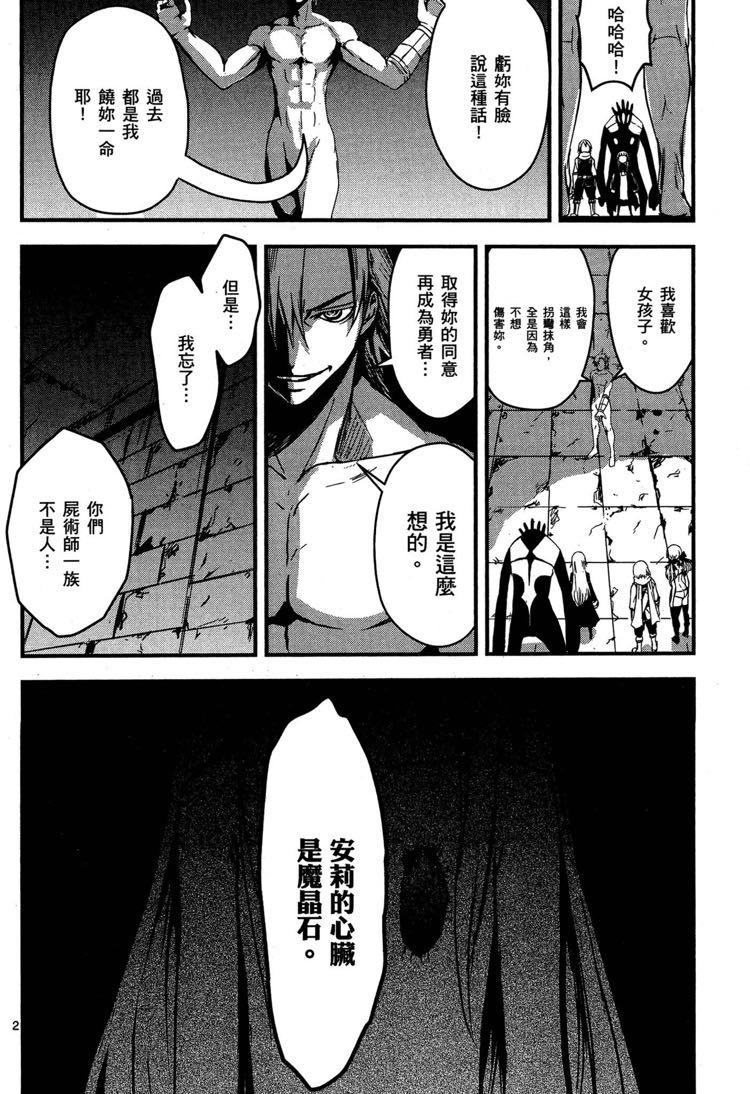 哈哈哈！
虧妳有臉
說這種話！
過去
都是我
饒妳一命
耶！
我喜歡
女孩子。
我會
這樣
拐彎抹角，
全是因為
不想
傷害妳。
取得妳的同意
再成為勇者…
我是這麼
想的。
但是…
我忘了…
你們
屍術師一族
不是人…
安莉的心臟
是魔晶石。
2